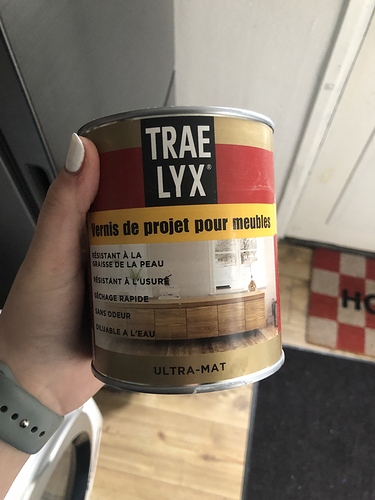 TRAE
LYX®
Vernis de projet pour meubles
RÉSISTANT À LA
GRAISSE DE LA PEAU
RÉSISTANT À L'USURE
SÉCHAGE RAPIDE
SANS ODEUR
DILUABLE A L'EAU
ULTRA-MAT
HO